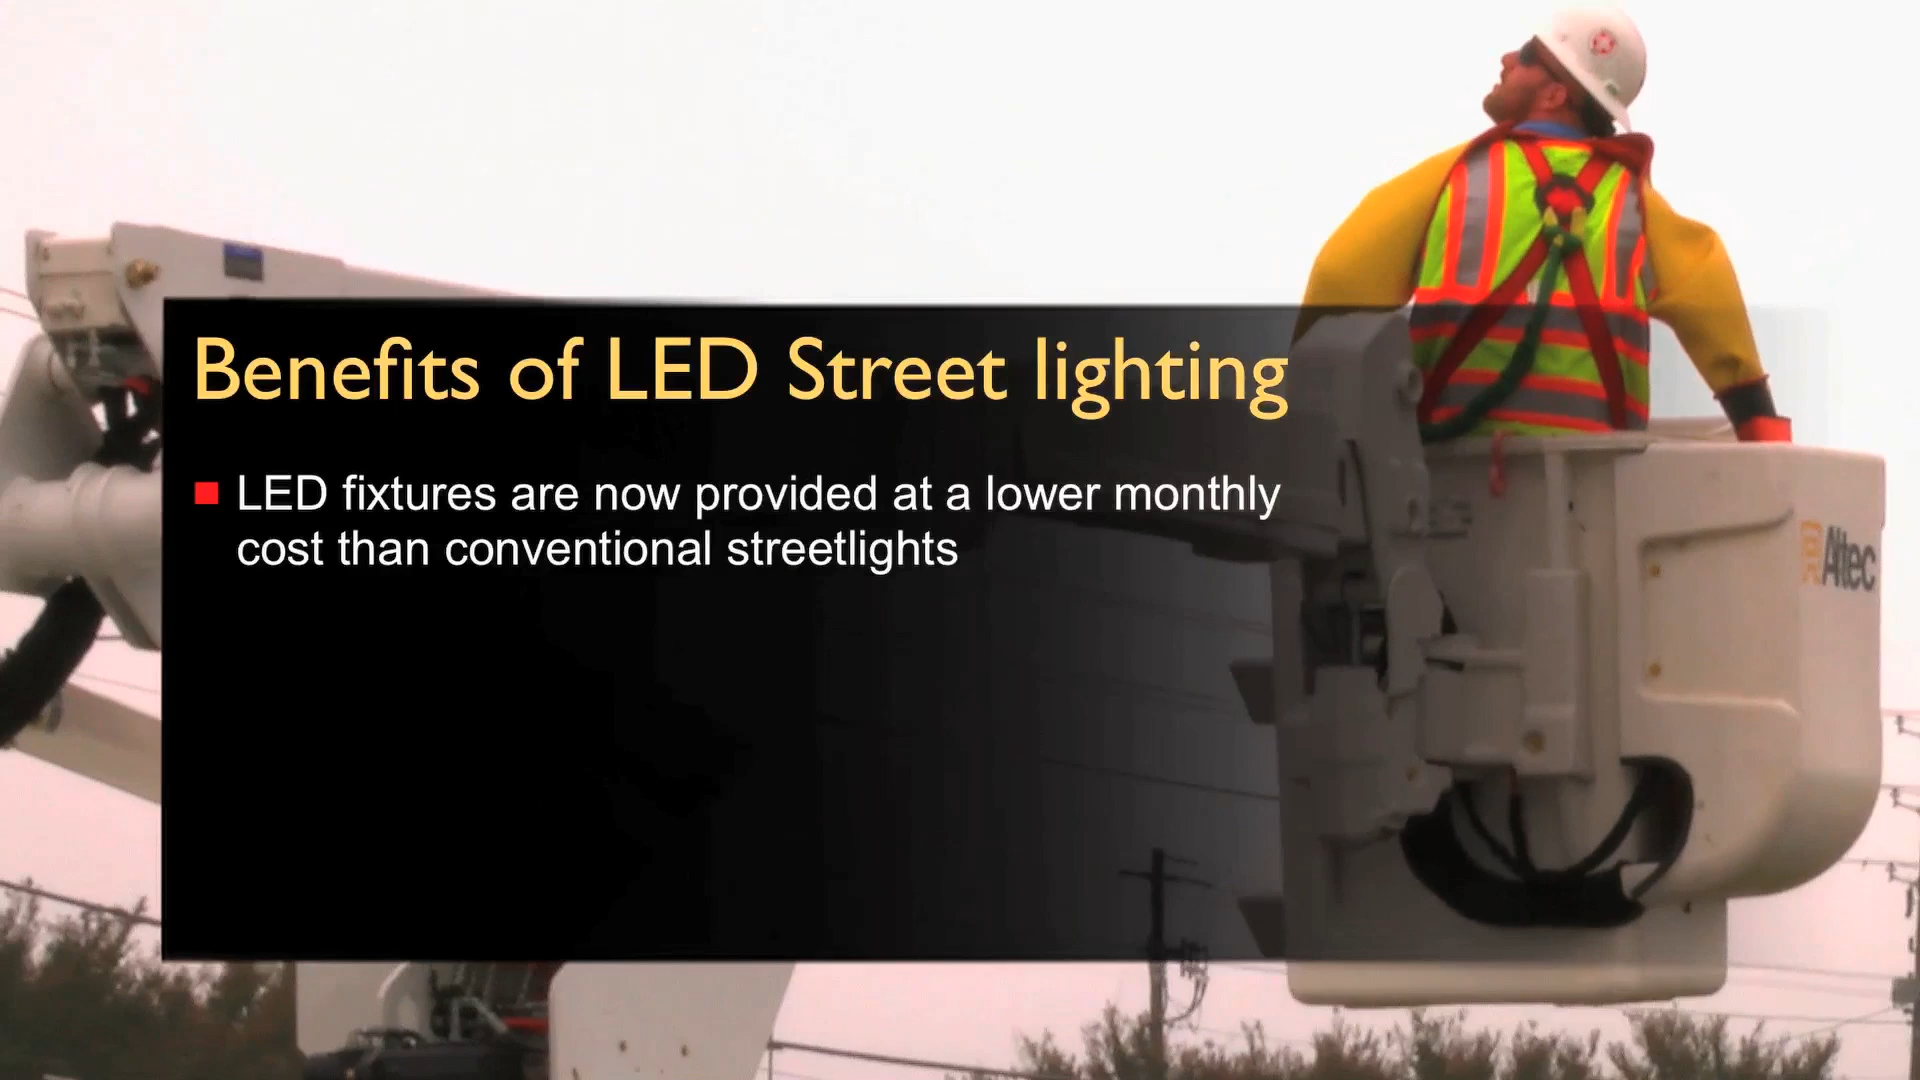 Benefits of LED Street lighting
LED fixtures are now provided at a lower monthly
cost than conventional streetlights
Altec